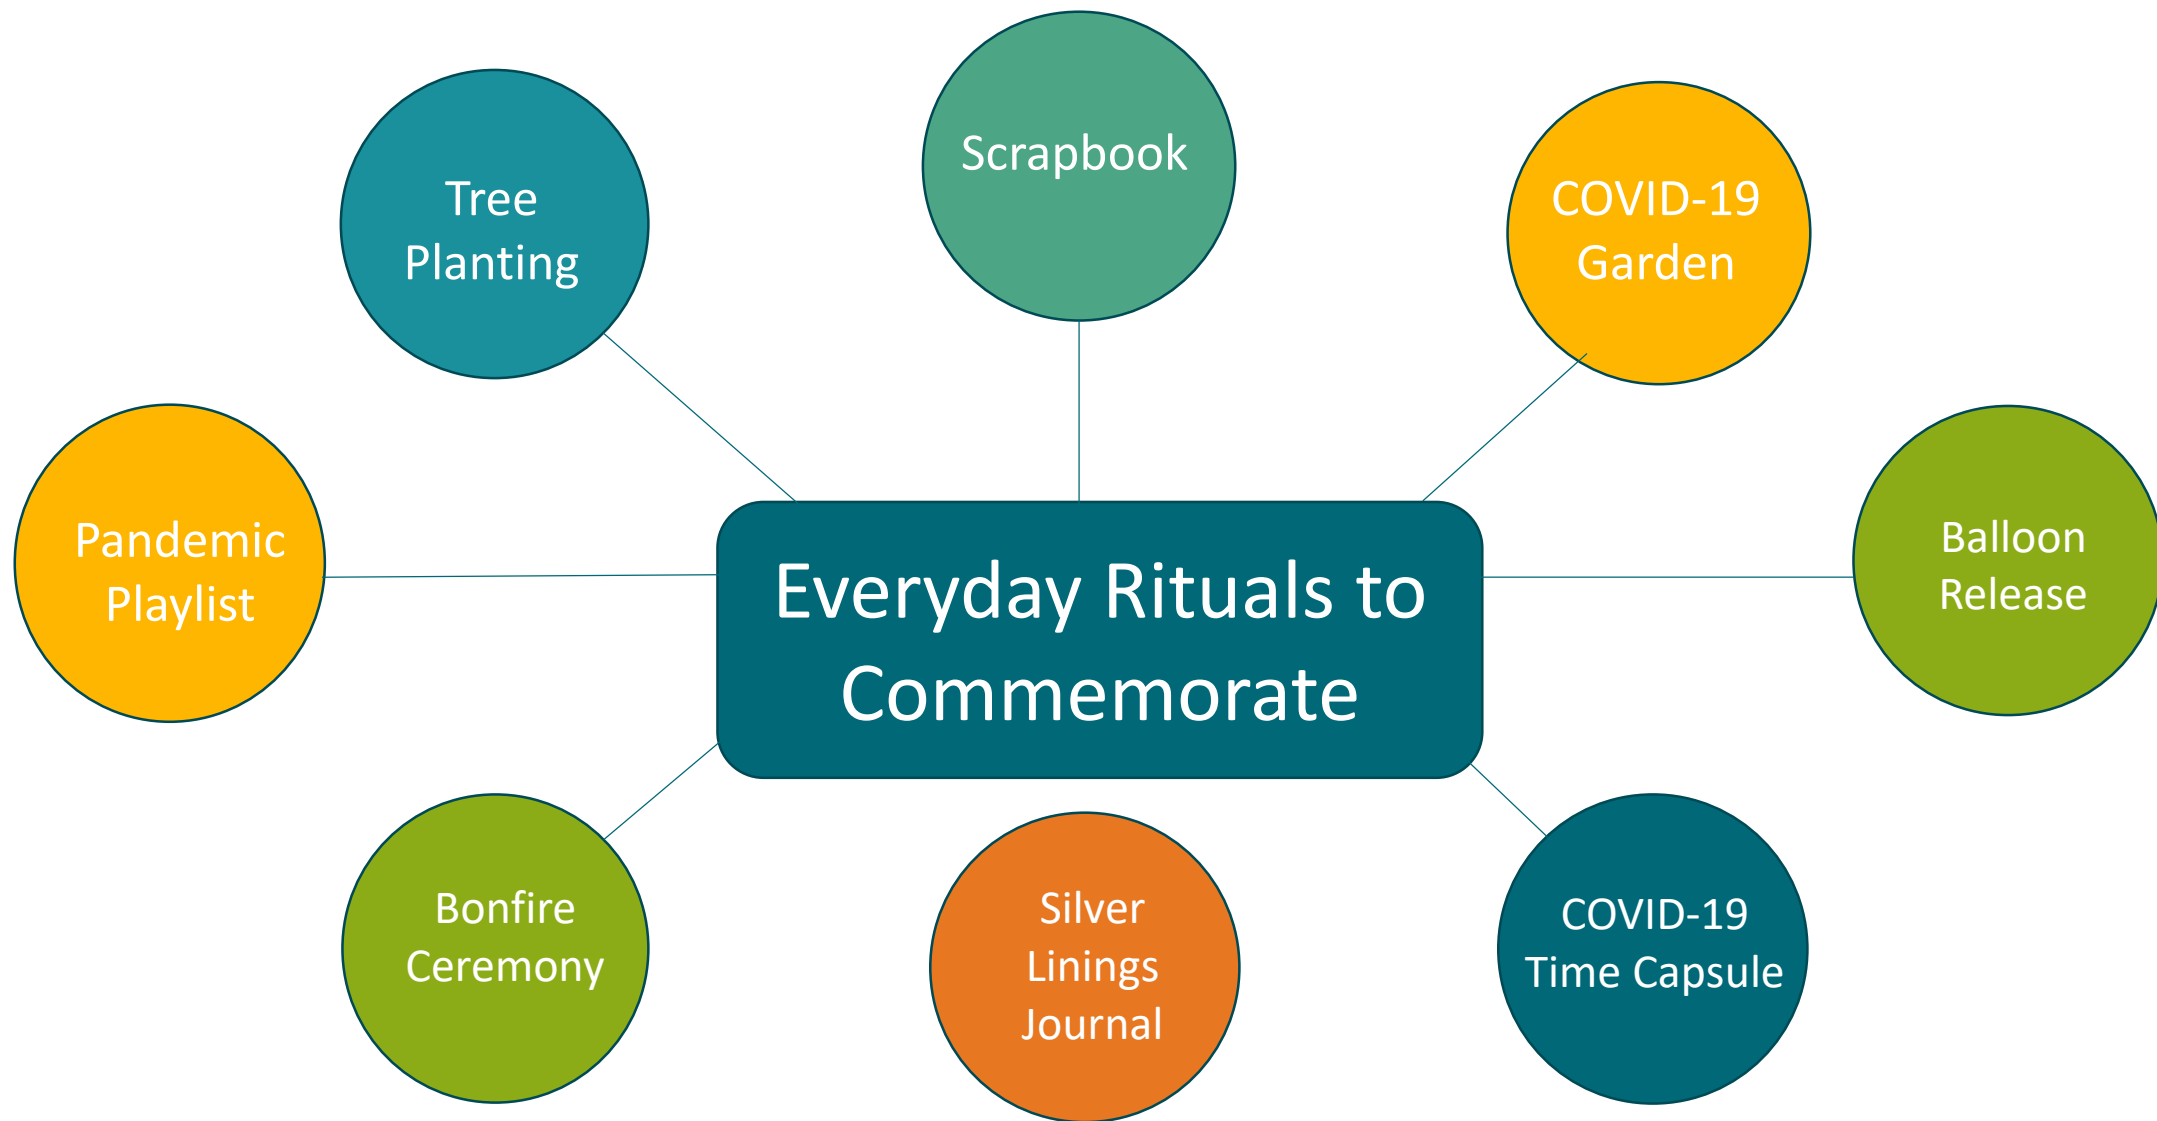 Scrapbook
Tree
Planting
COVID-19
Garden
Pandemic
Playlist
Everyday Rituals to
Commemorate
Balloon
Release
Bonfire
Ceremony
Silver
Linings
Journal
COVID-19
Time Capsule